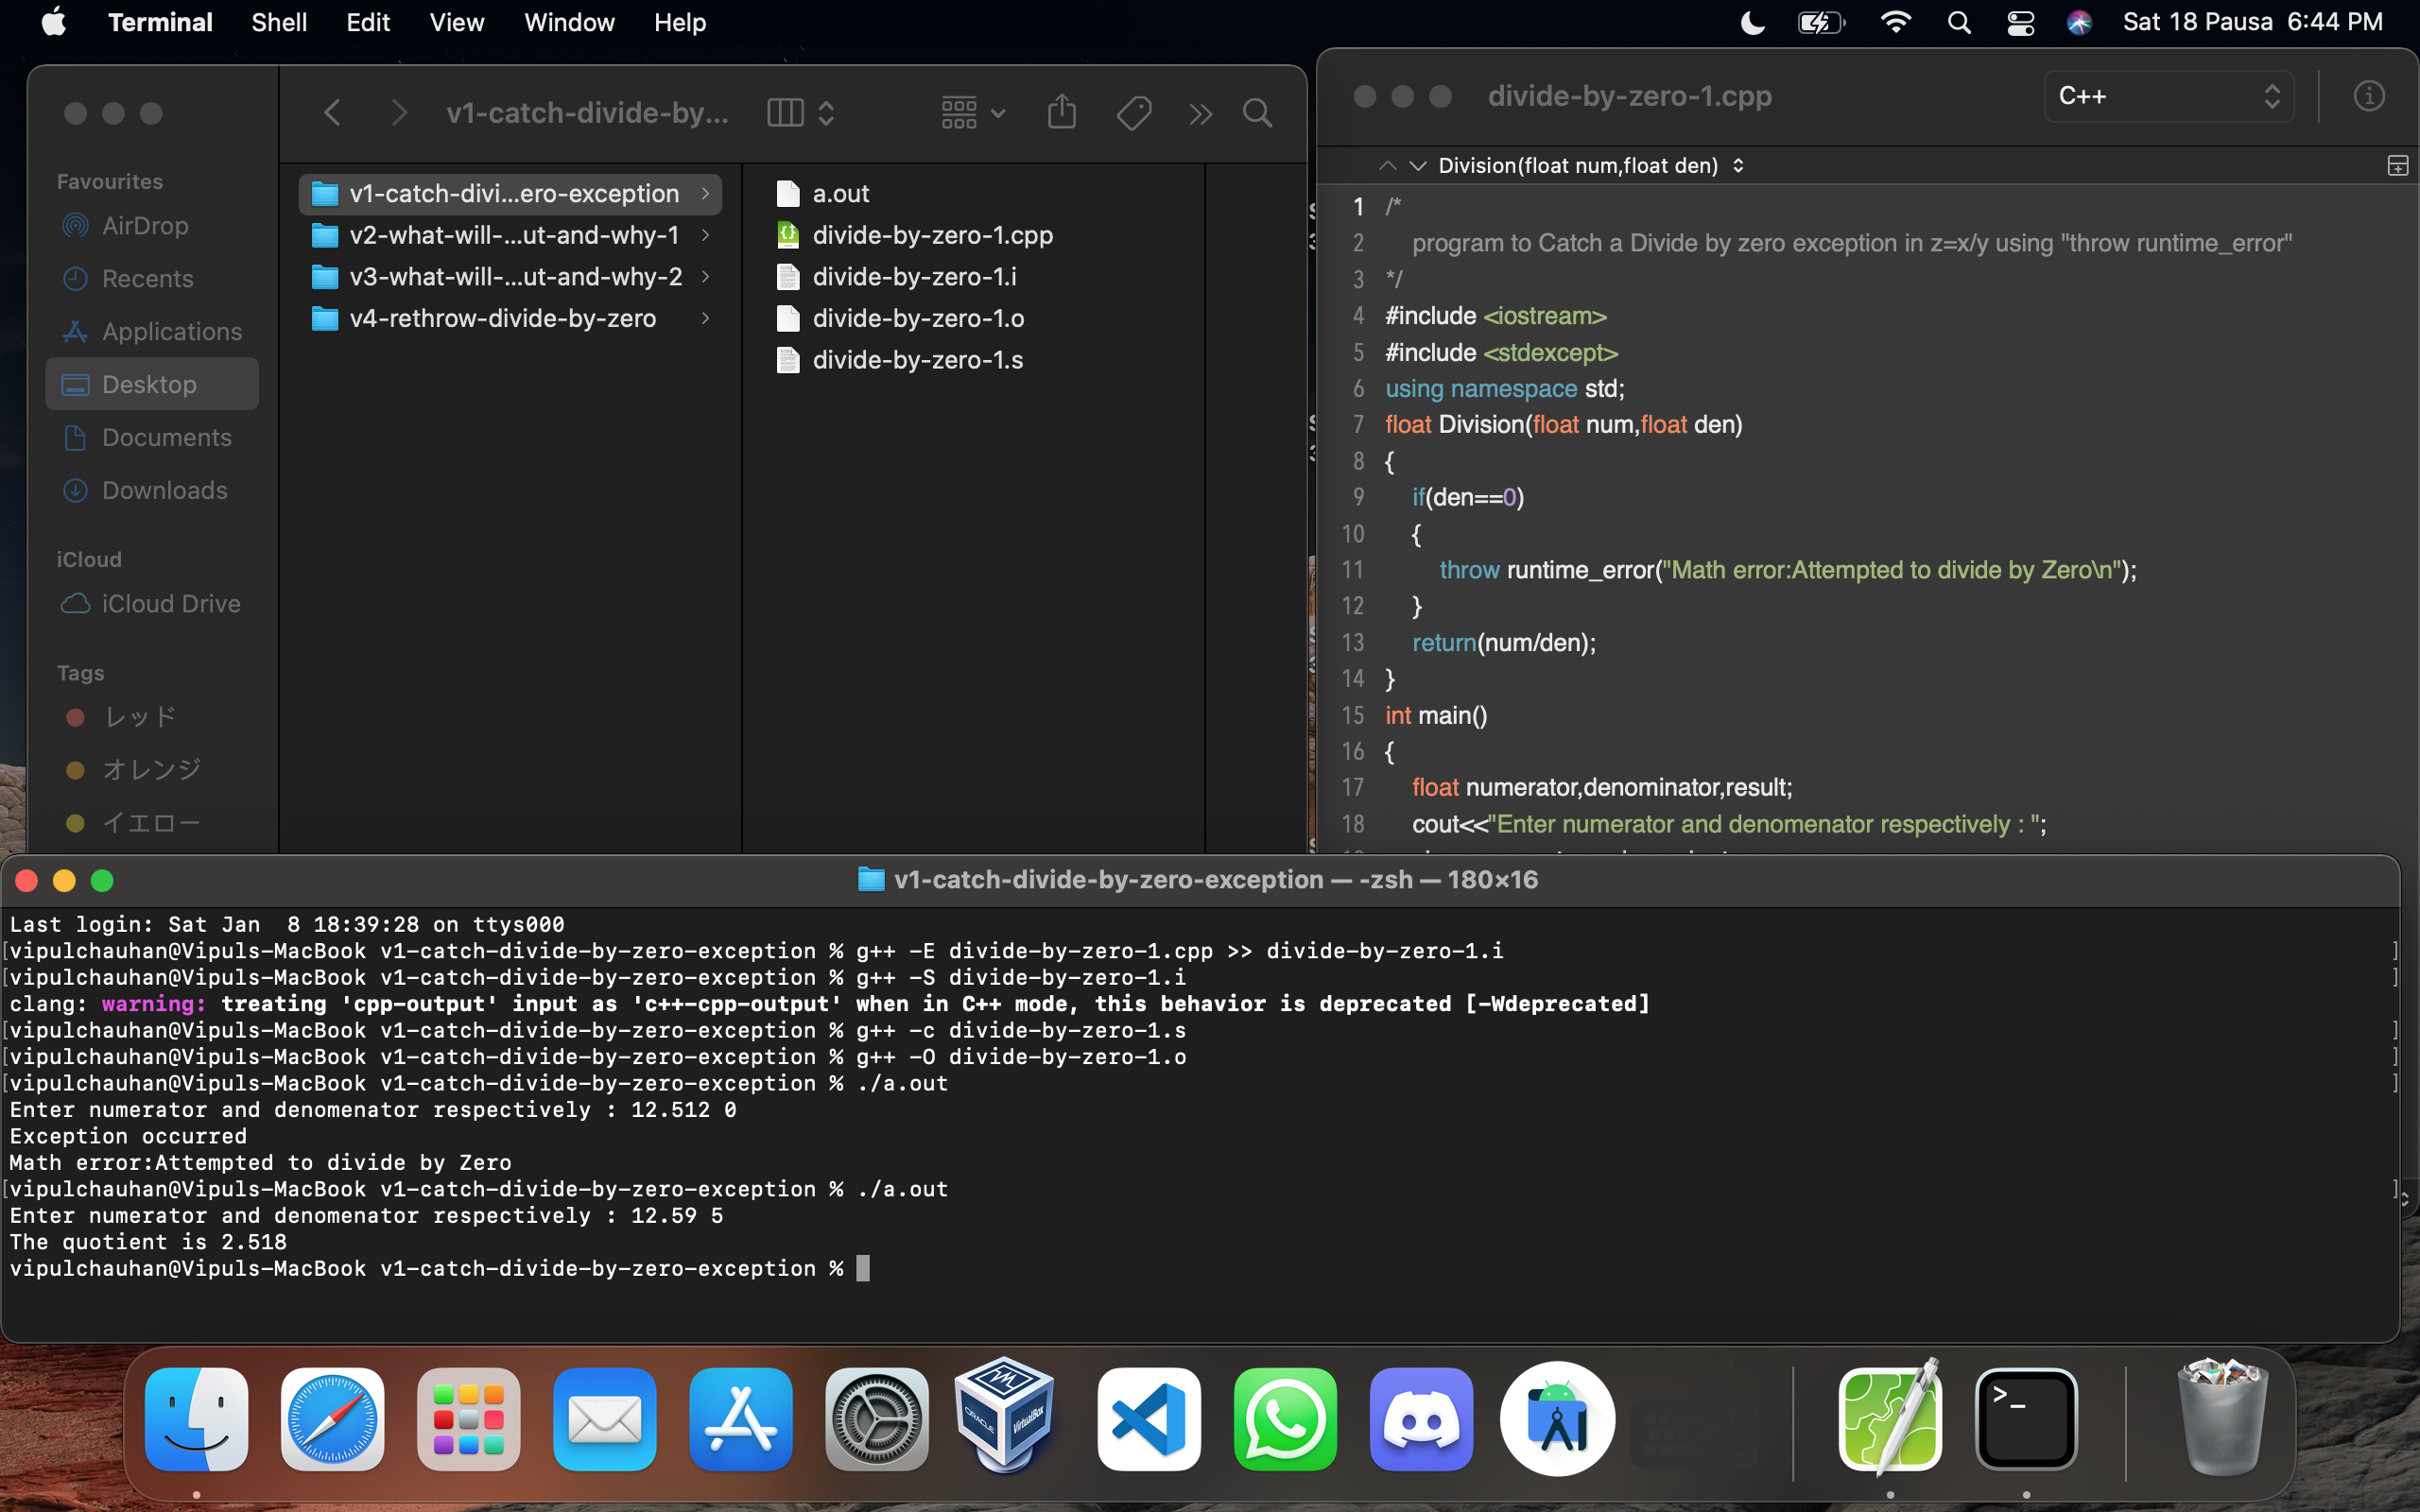 Terminal Shell Edit View Window Help
Sat 18 Pausa 6:44 PM
v1-catch-divide-by...
Favourites
AirDrop
Recents
Applications
Desktop
Documents
Downloads
iCloud
iCloud Drive
Tags
レッド
オレンジ
イエロー
v1-catch-divi...ero-exception
v2-what-will-...ut-and-why-1
v3-what-will-...ut-and-why-2
v4-rethrow-divide-by-zero
a.out
divide-by-zero-1.cpp
divide-by-zero-1.i
divide-by-zero-1.o
divide-by-zero-1.s
divide-by-zero-1.cpp
C++
Division(float num,float den)
1 /*
2 program to Catch a Divide by zero exception in z=x/y using "throw runtime_error"
3 */
4 #include <iostream>
5 #include <stdexcept>
6 using namespace std;
7 float Division(float num,float den)
8 {
9 if(den==0)
10 {
11 throw runtime_error("Math error:Attempted to divide by Zero\n");
12 }
13 return(num/den);
14 }
15 int main()
16 {
17 float numerator,denominator,result;
18 cout<<"Enter numerator and denomenator respectively : ";
v1-catch-divide-by-zero-exception — -zsh — 180×16
Last login: Sat Jan  8 18:39:28 on ttys000
[vipulchauhan@Vipuls-MacBook v1-catch-divide-by-zero-exception % g++ -E divide-by-zero-1.cpp >> divide-by-zero-1.i ]
[vipulchauhan@Vipuls-MacBook v1-catch-divide-by-zero-exception % g++ -S divide-by-zero-1.i ]
clang: warning: treating 'cpp-output' input as 'c++-cpp-output' when in C++ mode, this behavior is deprecated [-Wdeprecated]
[vipulchauhan@Vipuls-MacBook v1-catch-divide-by-zero-exception % g++ -c divide-by-zero-1.s ]
[vipulchauhan@Vipuls-MacBook v1-catch-divide-by-zero-exception % g++ -O divide-by-zero-1.o ]
[vipulchauhan@Vipuls-MacBook v1-catch-divide-by-zero-exception % ./a.out ]
Enter numerator and denomenator respectively : 12.512 0
Exception occurred
Math error:Attempted to divide by Zero
[vipulchauhan@Vipuls-MacBook v1-catch-divide-by-zero-exception % ./a.out ]
Enter numerator and denomenator respectively : 12.59 5
The quotient is 2.518
vipulchauhan@Vipuls-MacBook v1-catch-divide-by-zero-exception %
ORACLE VirtualBox
>_